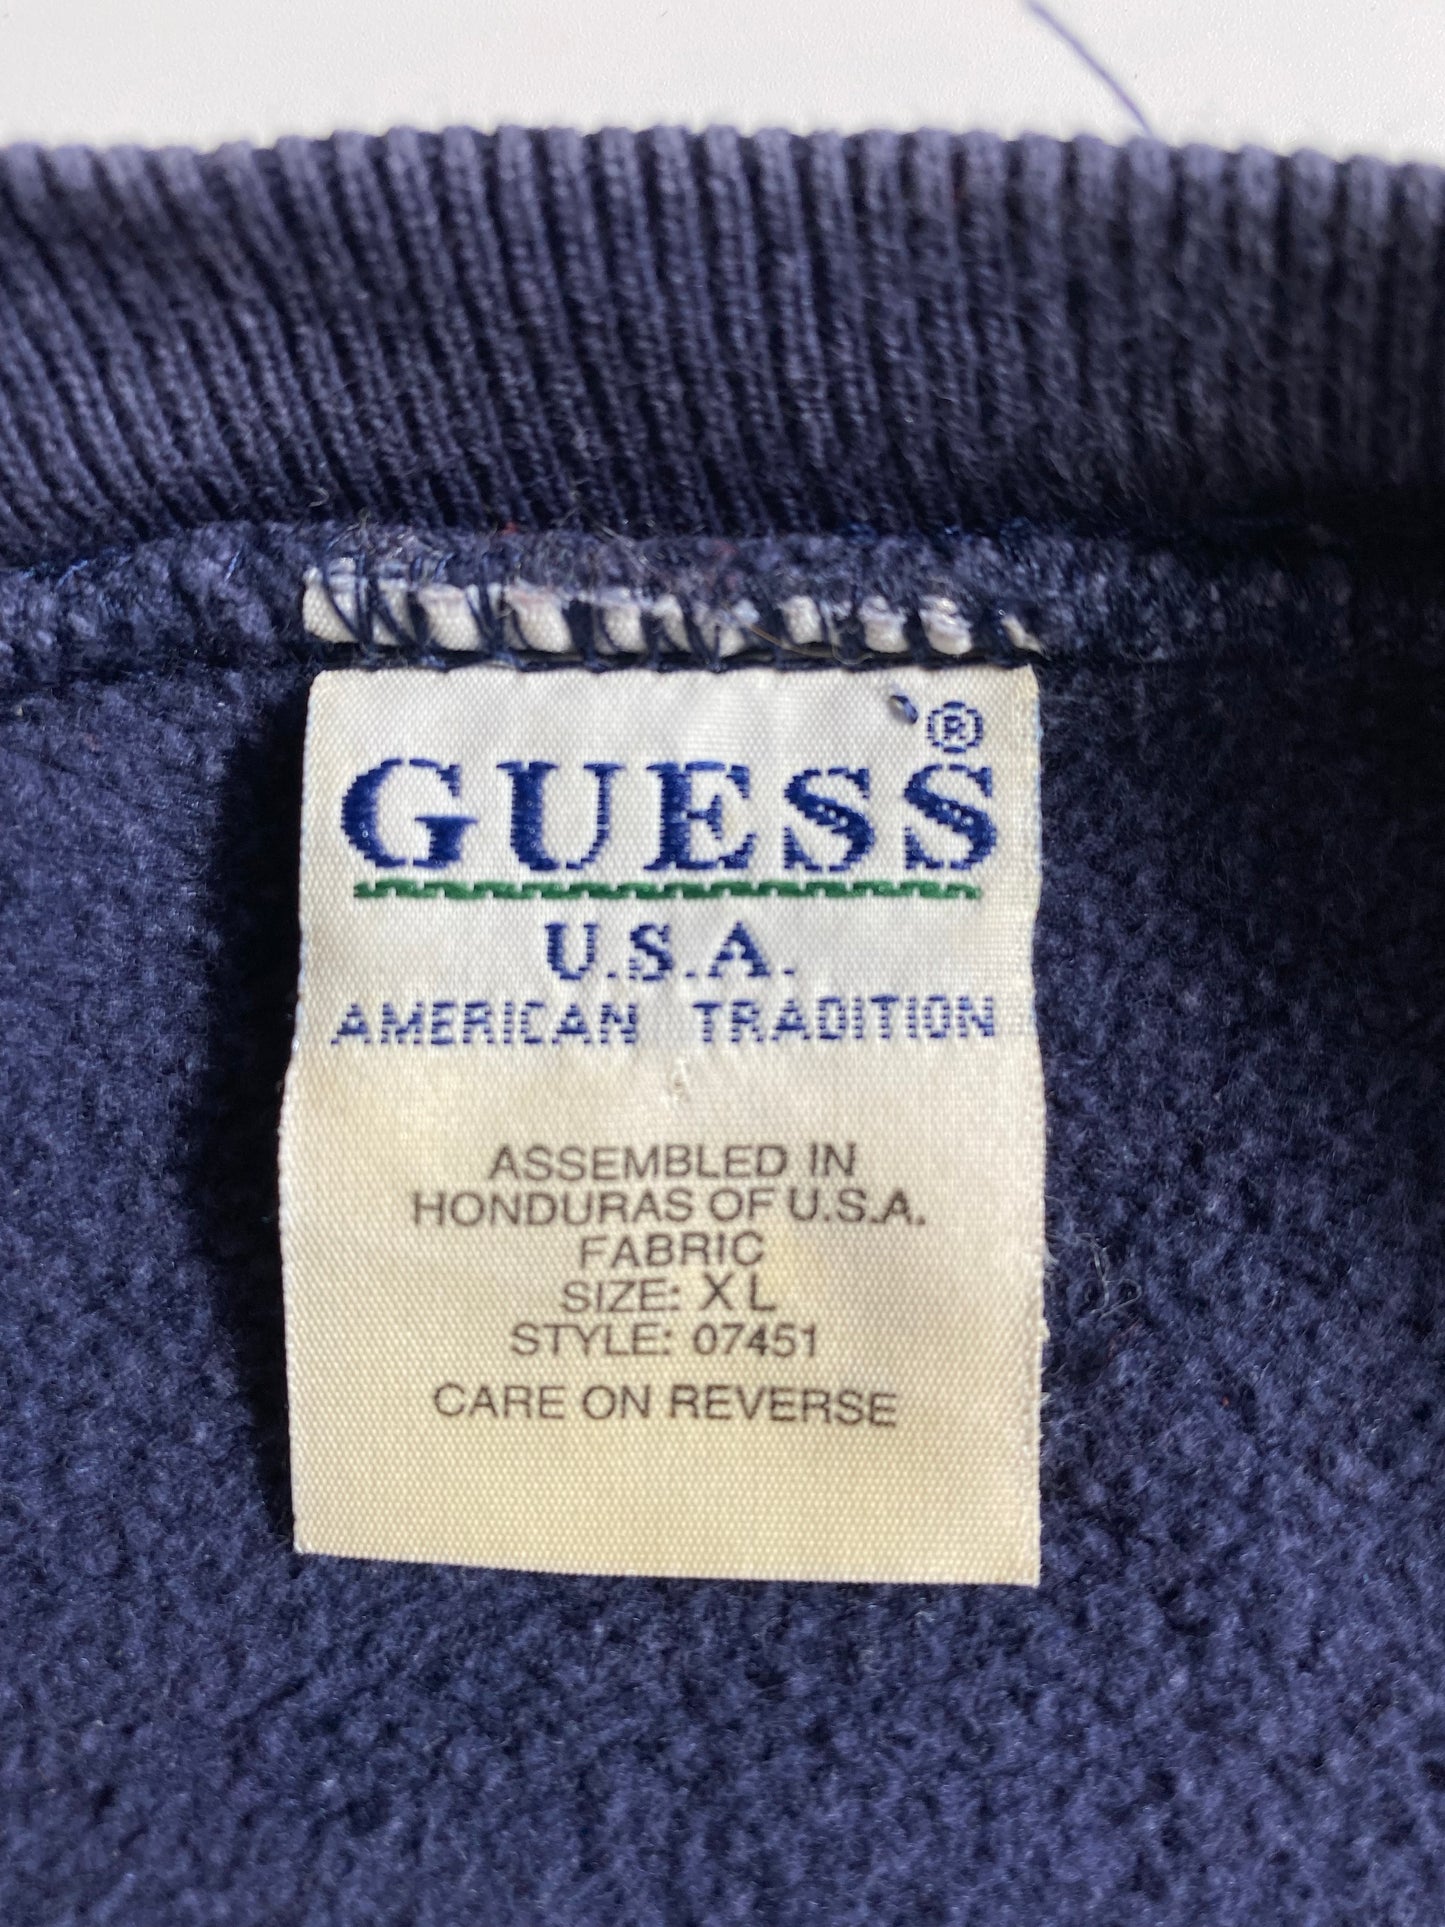 GUESS®
U.S.A.
AMERICAN TRADITION
ASSEMBLED IN
HONDURAS OF U.S.A.
FABRIC
SIZE: XL
STYLE: 07451
CARE ON REVERSE